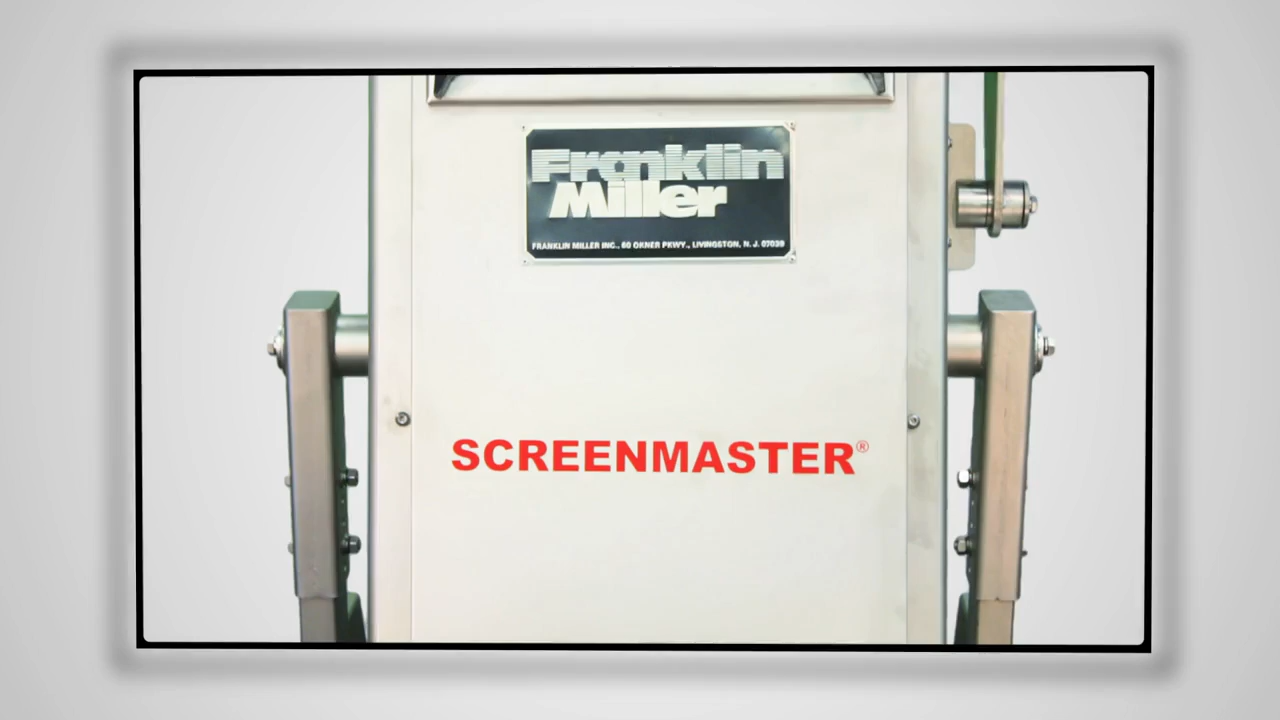 Franklin
Miller
FRANKLIN MILLER INC., 60 OKNER PKWY., LIVINGSTON, N. J. 07039
SCREENMASTER®